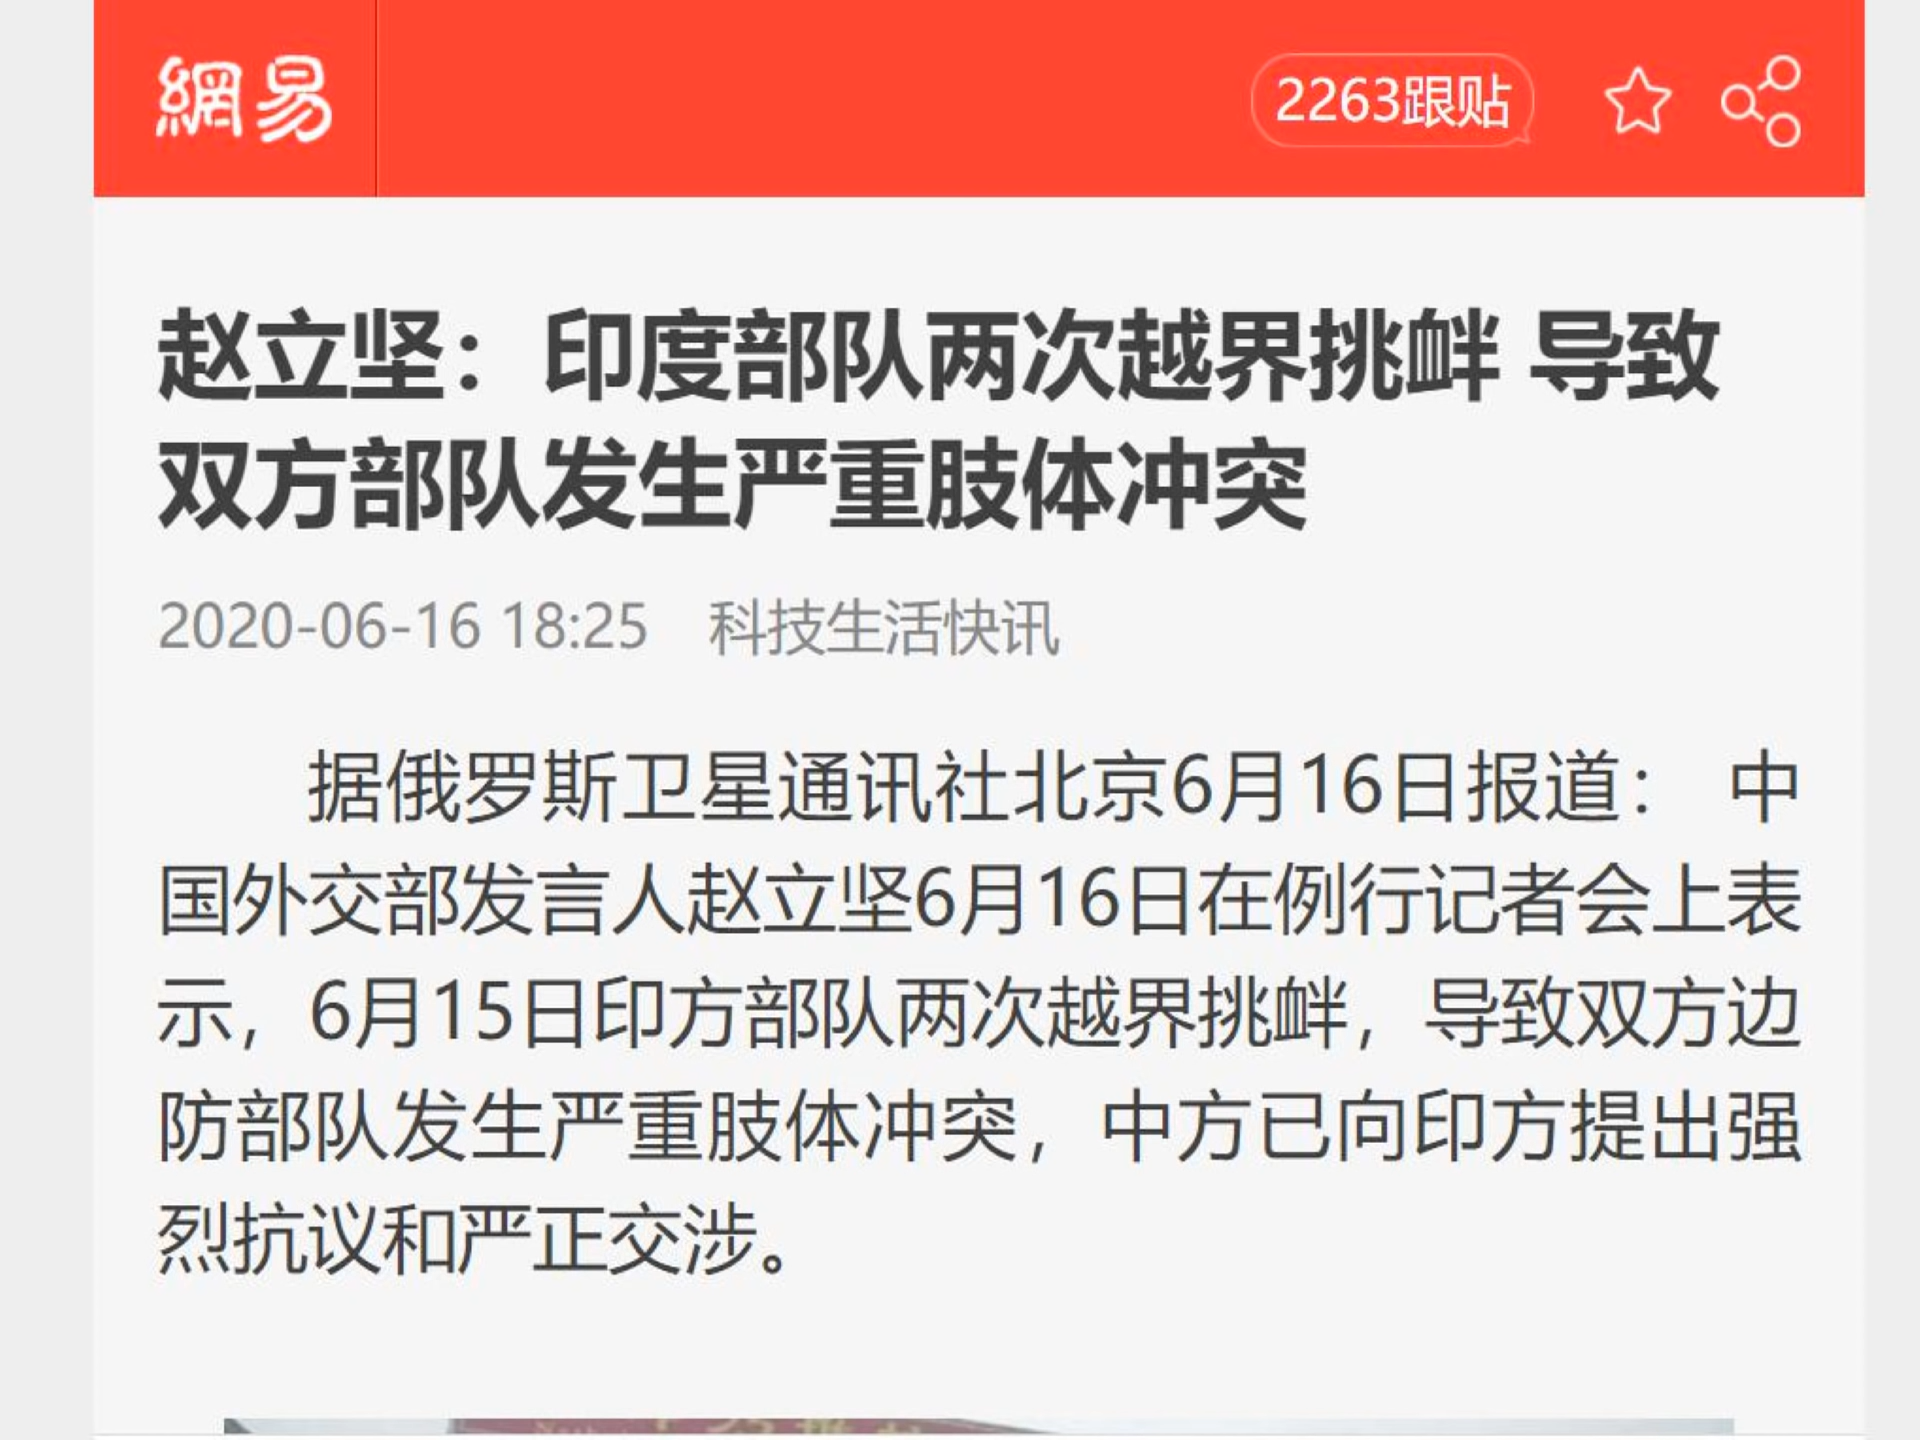 網易
2263跟贴
赵立坚：印度部队两次越界挑衅 导致
双方部队发生严重肢体冲突
2020-06-16 18:25 科技生活快讯
据俄罗斯卫星通讯社北京6月16日报道： 中
国外交部发言人赵立坚6月16日在例行记者会上表
示，6月15日印方部队两次越界挑衅，导致双方边
防部队发生严重肢体冲突，中方已向印方提出强
烈抗议和严正交涉。